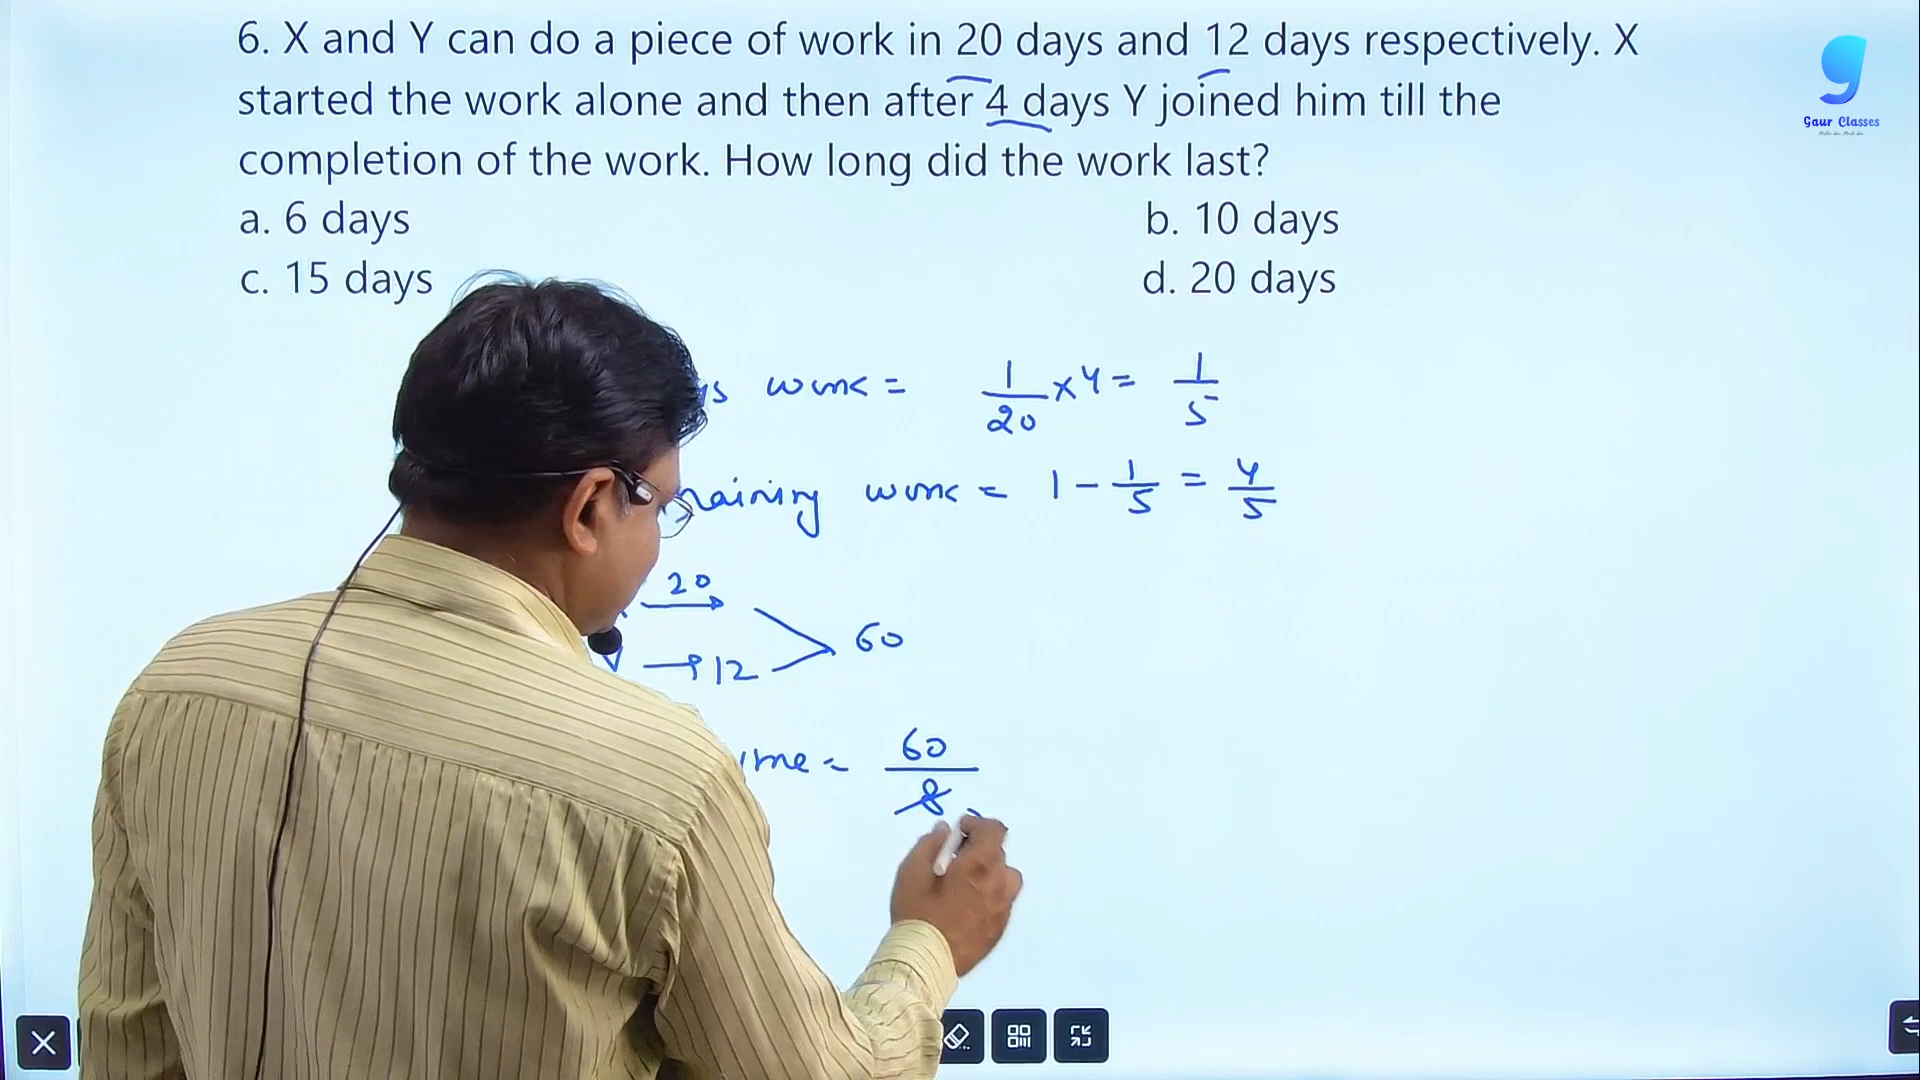 6. X and Y can do a piece of work in 20 days and 12 days respectively. X
started the work alone and then after 4 days Y joined him till the
completion of the work. How long did the work last?
a. 6 days
b. 10 days
c. 15 days
d. 20 days
g
Gaur Classes
work = 1/20 x 4 = 1/5
work = 1 - 1/5 = 4/5
20
12
60
= 60/8